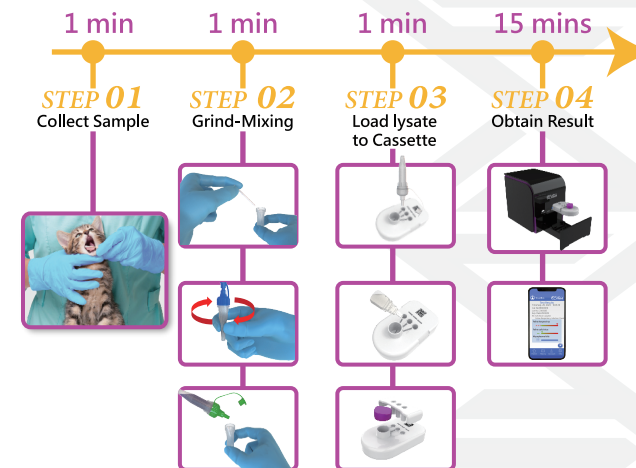 1 min
1 min
1 min
15 mins
STEP 01
STEP 02
STEP 03
STEP 04
Collect Sample
Grind-Mixing
Load lysate
to Cassette
Obtain Result